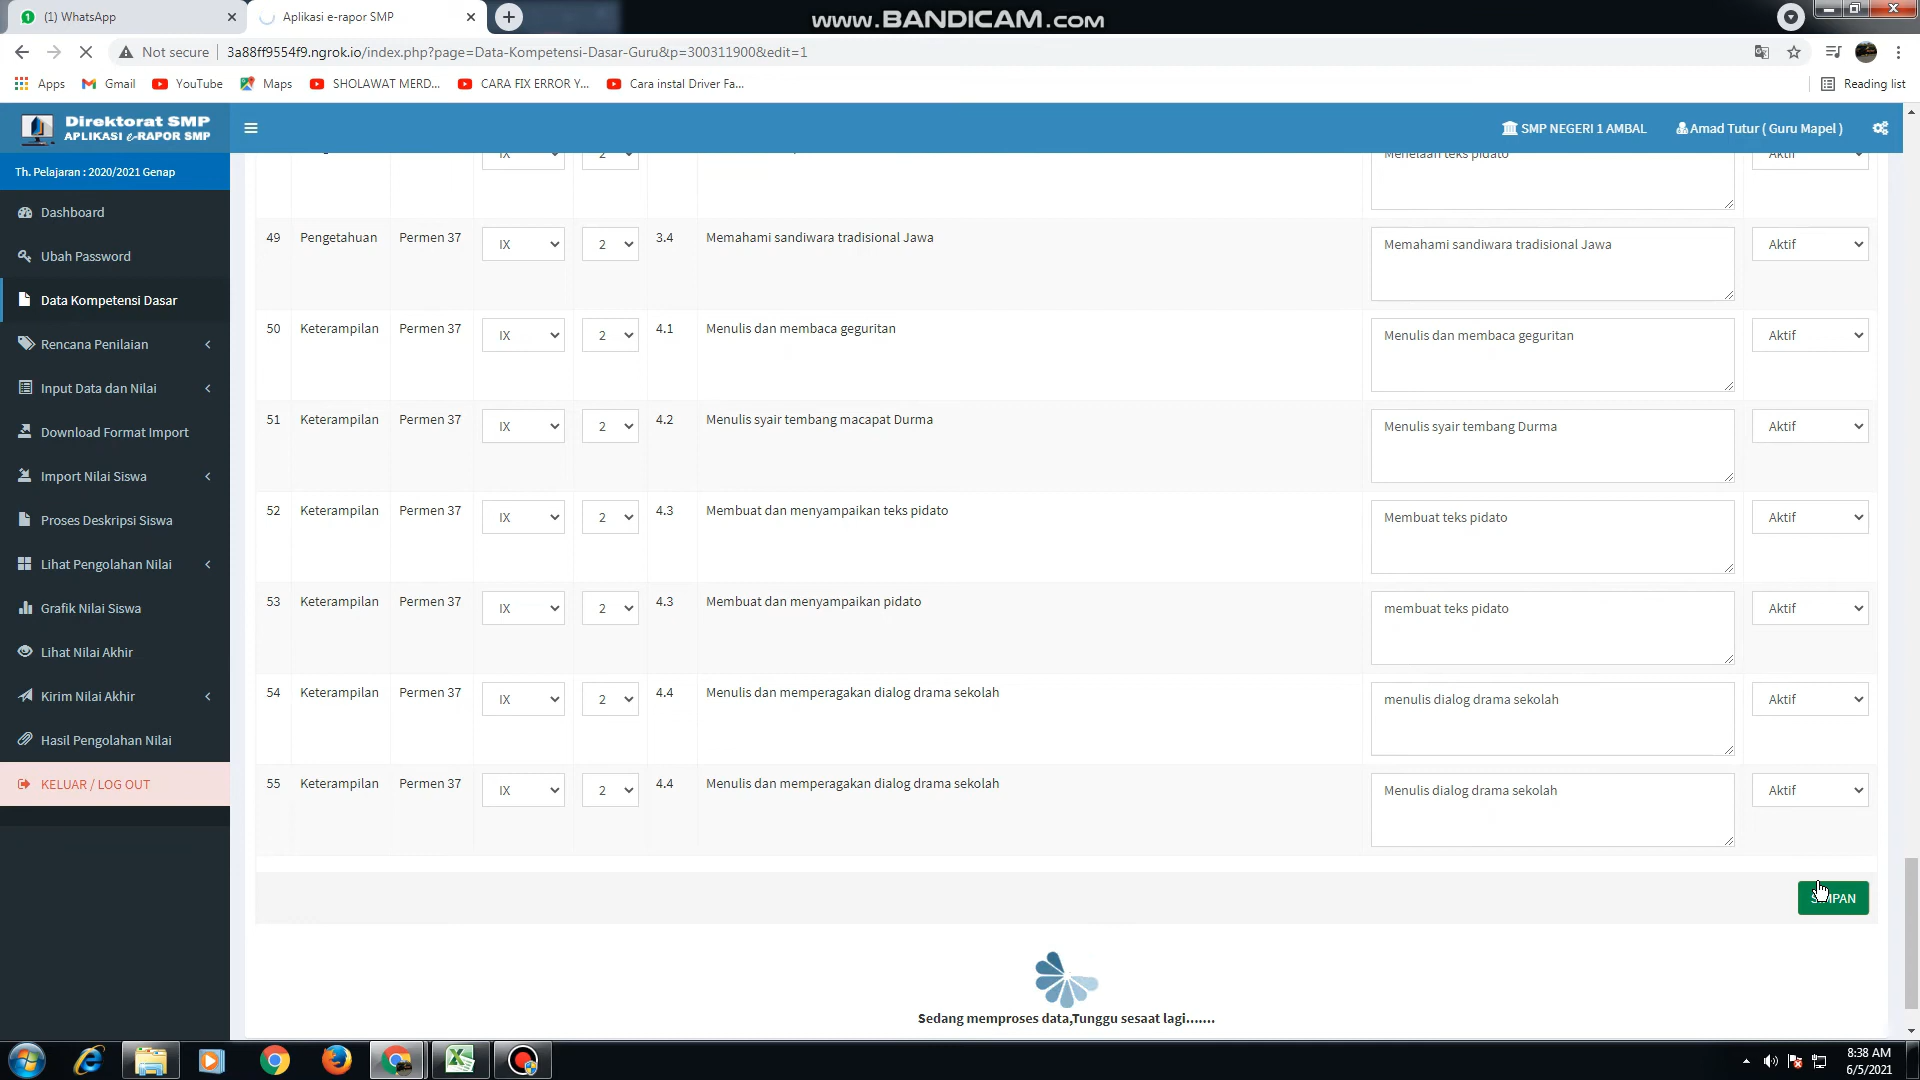 (1) WhatsApp
Aplikasi e-rapor SMP
www.BANDICAM.com
Not secure 3a88ff9554f9.ngrok.io/index.php?page=Data-Kompetensi-Dasar-Guru&p=300311900&edit=1
Apps Gmail YouTube Maps SHOLAWAT MERD... CARA FIX ERROR Y... Cara instal Driver Fa... Reading list
Direktorat SMP
APLIKASI e-RAPOR SMP
SMP NEGERI 1 AMBAL Amad Tutur ( Guru Mapel )
Th. Pelajaran : 2020/2021 Genap
Dashboard
Ubah Password
Data Kompetensi Dasar
Rencana Penilaian
Input Data dan Nilai
Download Format Import
Import Nilai Siswa
Proses Deskripsi Siswa
Lihat Pengolahan Nilai
Grafik Nilai Siswa
Lihat Nilai Akhir
Kirim Nilai Akhir
Hasil Pengolahan Nilai
KELUAR / LOG OUT
IX 2 Menelaah teks pidato Aktif
49 Pengetahuan Permen 37 IX 2 3.4 Memahami sandiwara tradisional Jawa Memahami sandiwara tradisional Jawa Aktif
50 Keterampilan Permen 37 IX 2 4.1 Menulis dan membaca geguritan Menulis dan membaca geguritan Aktif
51 Keterampilan Permen 37 IX 2 4.2 Menulis syair tembang macapat Durma Menulis syair tembang Durma Aktif
52 Keterampilan Permen 37 IX 2 4.3 Membuat dan menyampaikan teks pidato Membuat teks pidato Aktif
53 Keterampilan Permen 37 IX 2 4.3 Membuat dan menyampaikan pidato membuat teks pidato Aktif
54 Keterampilan Permen 37 IX 2 4.4 Menulis dan memperagakan dialog drama sekolah menulis dialog drama sekolah Aktif
55 Keterampilan Permen 37 IX 2 4.4 Menulis dan memperagakan dialog drama sekolah Menulis dialog drama sekolah Aktif
SIMPAN
Sedang memproses data,Tunggu sesaat lagi.......
8:38 AM
6/5/2021